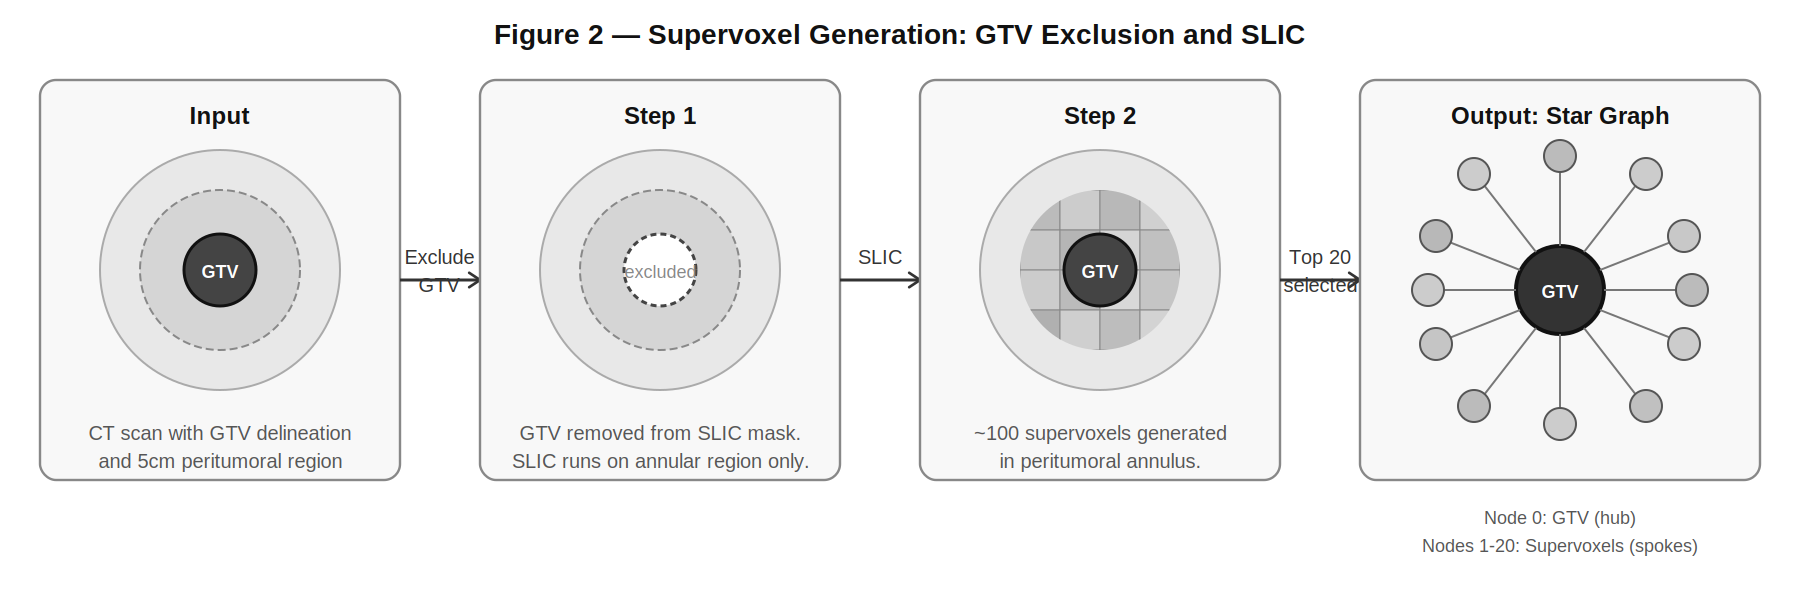 Figure 2 — Supervoxel Generation: GTV Exclusion and SLIC
Input
GTV
CT scan with GTV delineation
and 5cm peritumoral region
Exclude
GTV
Step 1
excluded
GTV removed from SLIC mask.
SLIC runs on annular region only.
SLIC
Step 2
GTV
~100 supervoxels generated
in peritumoral annulus.
Top 20
selected
Output: Star Graph
GTV
Node 0: GTV (hub)
Nodes 1-20: Supervoxels (spokes)